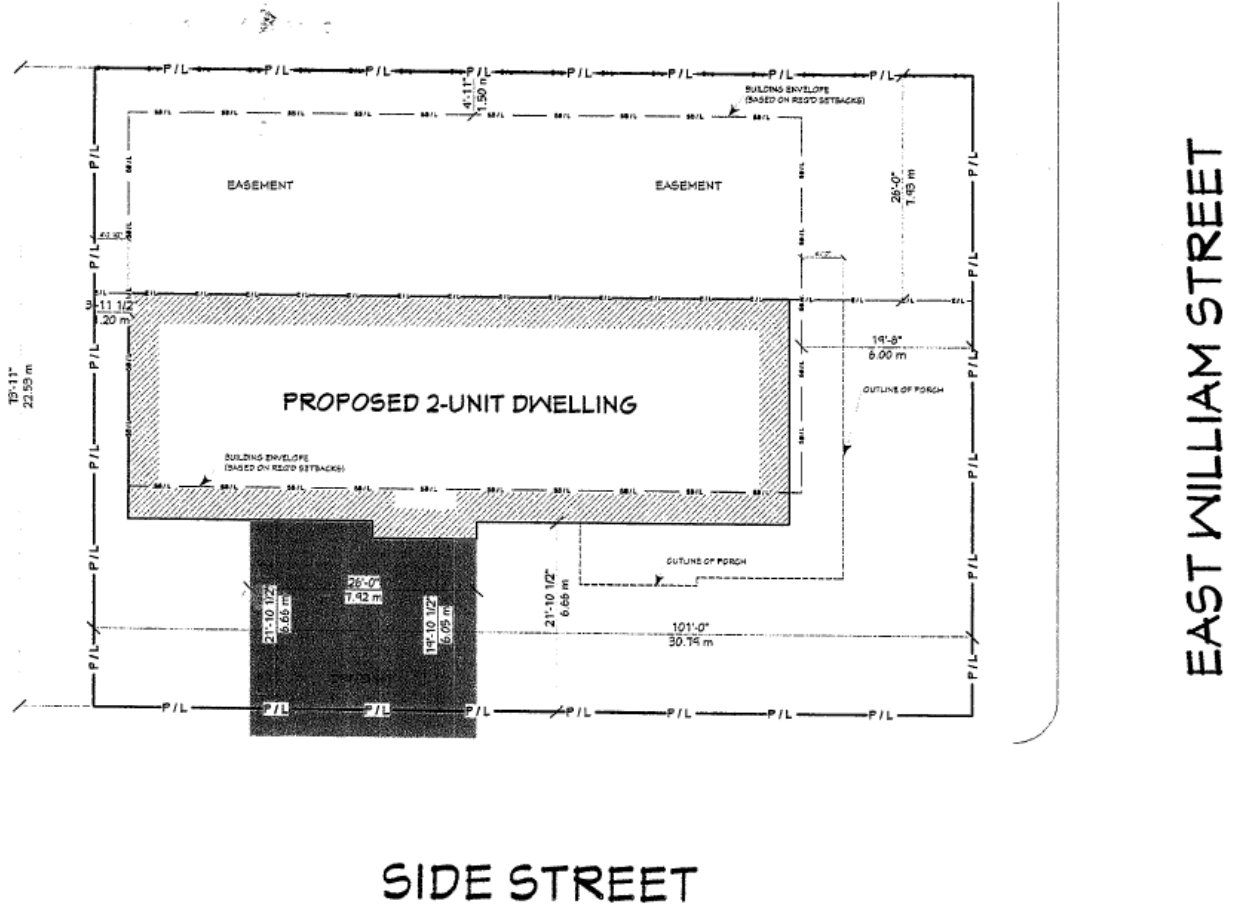 P/L P/L P/L P/L P/L P/L P/L P/L
4'-11"
1.50 m
BUILDING ENVELOPE
(BASED ON REQ'D SETBACKS)
EASEMENT
EASEMENT
26'-0"
7.93 m
3'-11 1/2"
1.20 m
19'-8"
6.00 m
OUTLINE OF PORCH
22.53 m
PROPOSED 2-UNIT DWELLING
BUILDING ENVELOPE
(BASED ON REQ'D SETBACKS)
OUTLINE OF PORCH
26'-0"
7.92 m
21'-10 1/2"
6.66 m
19'-10 1/2"
6.05 m
21'-10 1/2"
6.66 m
101'-0"
30.79 m
P/L P/L P/L P/L P/L P/L P/L P/L
EAST WILLIAM STREET
SIDE STREET